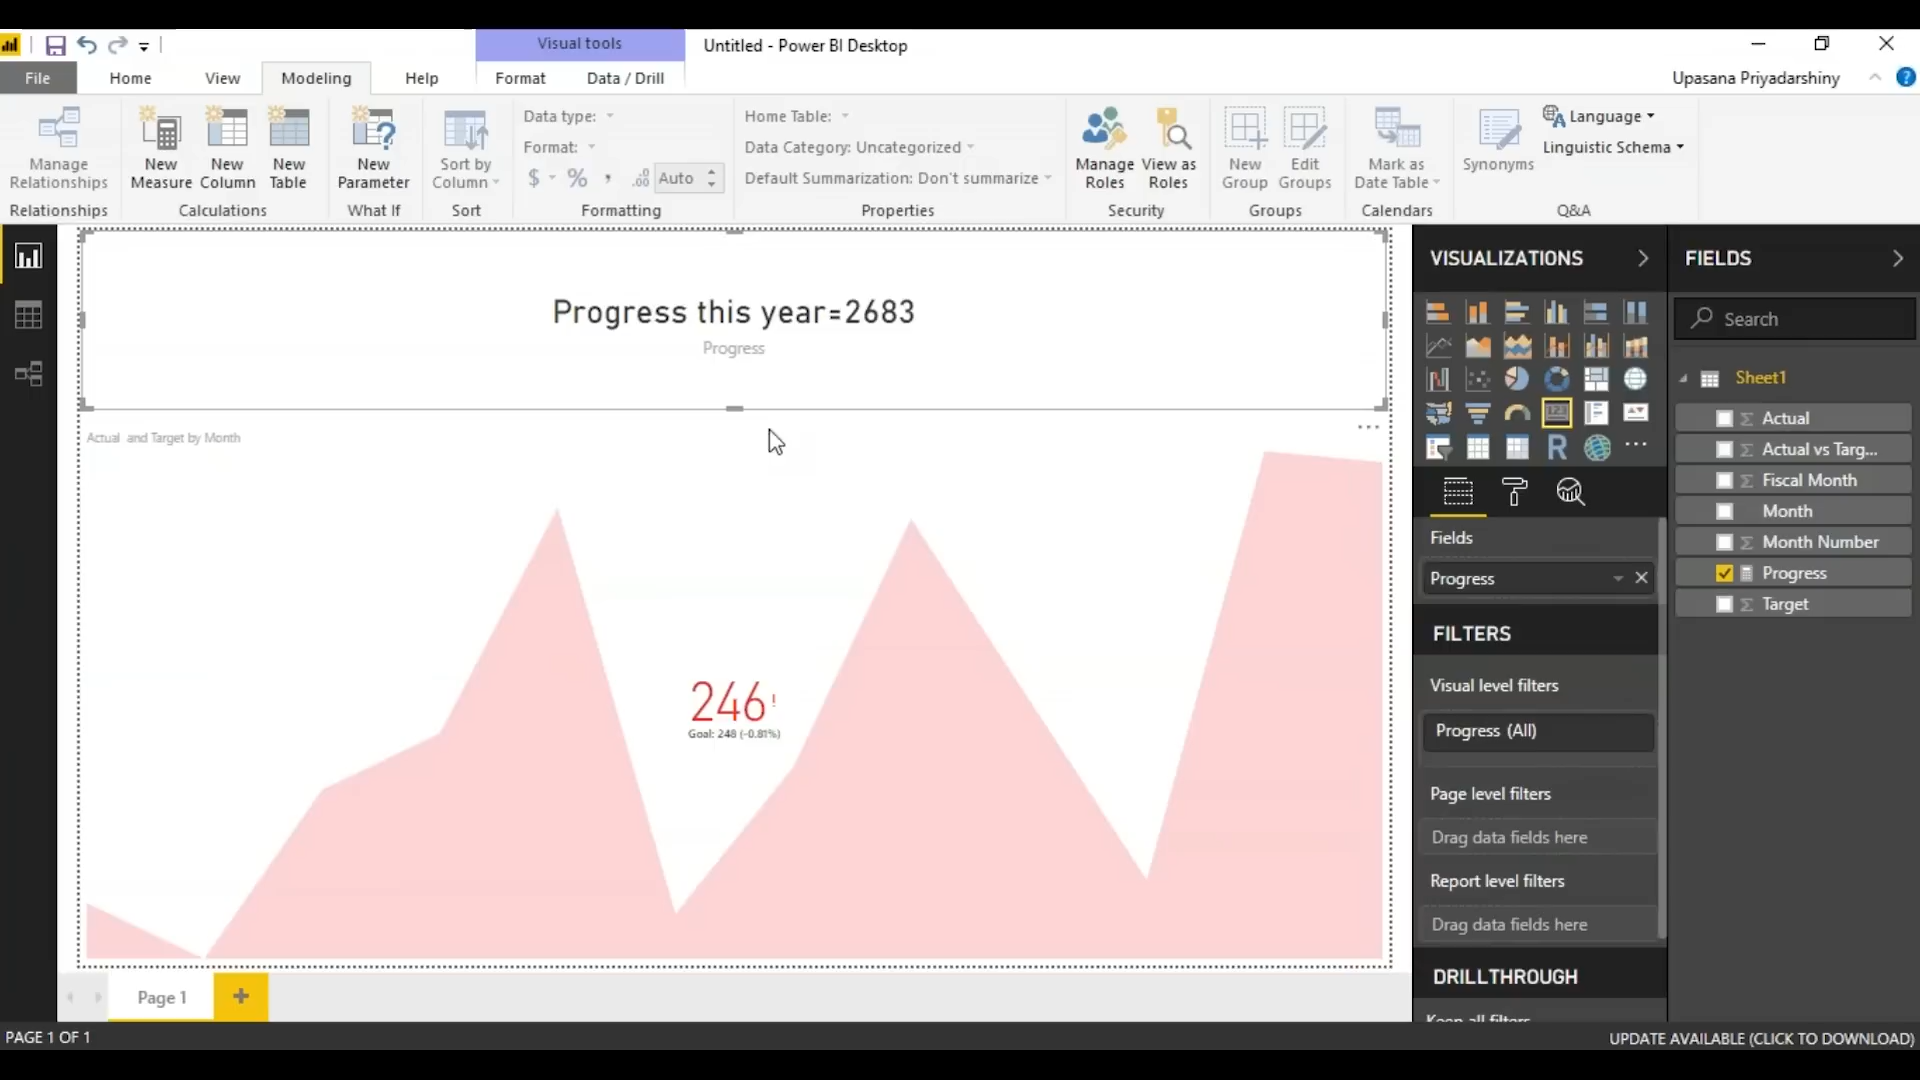 Visual tools
Untitled - Power BI Desktop
File
Home
View
Modeling
Help
Format
Data / Drill
Upasana Priyadarshiny
Manage Relationships
New Measure
New Column
New Table
New Parameter
Sort by Column
Data type:
Format:
$ % , .00 Auto
Home Table:
Data Category: Uncategorized
Default Summarization: Don't summarize
Manage Roles
View as Roles
New Group
Edit Groups
Mark as Date Table
Synonyms
Language
Linguistic Schema
Relationships
Calculations
What If
Sort
Formatting
Properties
Security
Groups
Calendars
Q&A
Progress this year=2683
Progress
Actual and Target by Month
246!
Goal: 248 (-0.81%)
VISUALIZATIONS
Fields
Progress
FILTERS
Visual level filters
Progress (All)
Page level filters
Drag data fields here
Report level filters
Drag data fields here
DRILLTHROUGH
Keep all filters
FIELDS
Search
Sheet1
Actual
Actual vs Targ...
Fiscal Month
Month
Month Number
Progress
Target
Page 1
PAGE 1 OF 1
UPDATE AVAILABLE (CLICK TO DOWNLOAD)